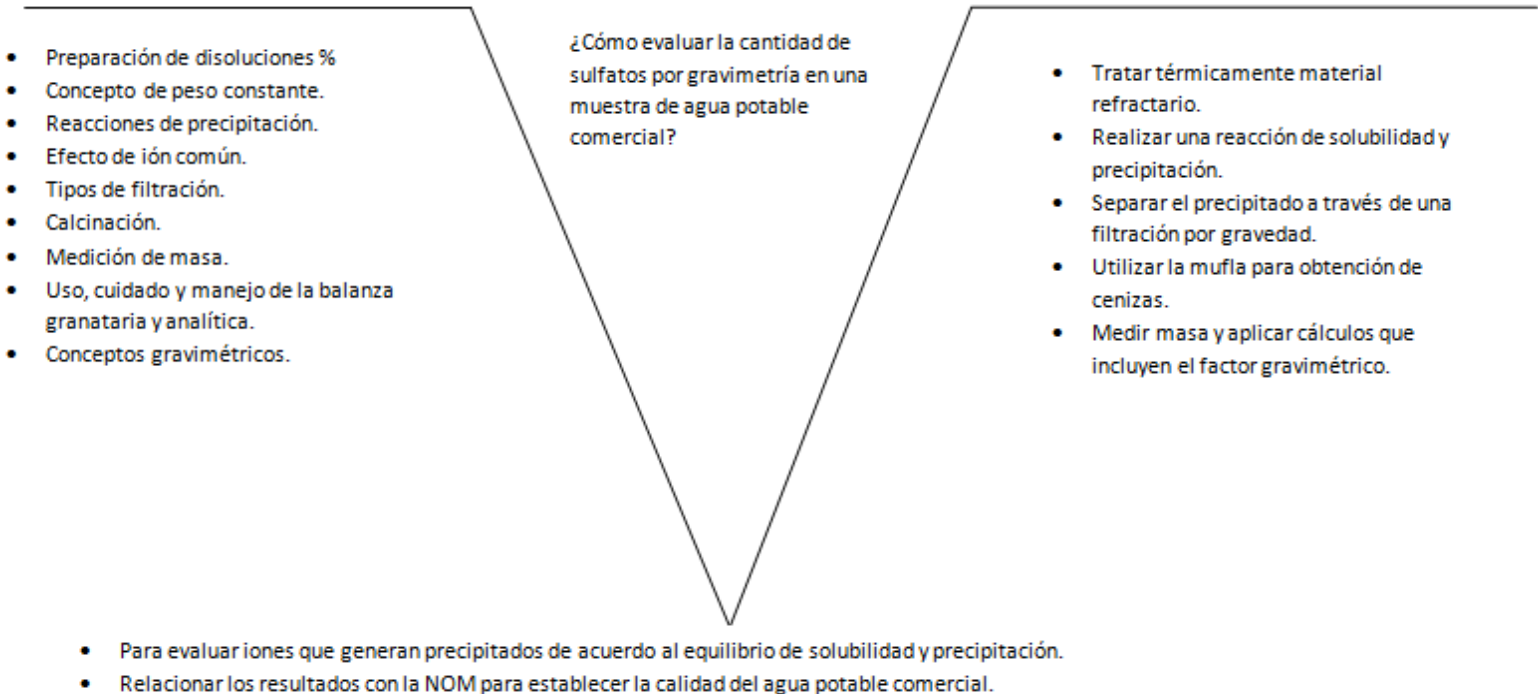 • Preparación de disoluciones %
• Concepto de peso constante.
• Reacciones de precipitación.
• Efecto de ión común.
• Tipos de filtración.
• Calcinación.
• Medición de masa.
• Uso, cuidado y manejo de la balanza
granataria y analítica.
• Conceptos gravimétricos.
¿Cómo evaluar la cantidad de
sulfatos por gravimetría en una
muestra de agua potable
comercial?
• Tratar térmicamente material
refractario.
• Realizar una reacción de solubilidad y
precipitación.
• Separar el precipitado a través de una
filtración por gravedad.
• Utilizar la mufla para obtención de
cenizas.
• Medir masa y aplicar cálculos que
incluyen el factor gravimétrico.
• Para evaluar iones que generan precipitados de acuerdo al equilibrio de solubilidad y precipitación.
• Relacionar los resultados con la NOM para establecer la calidad del agua potable comercial.